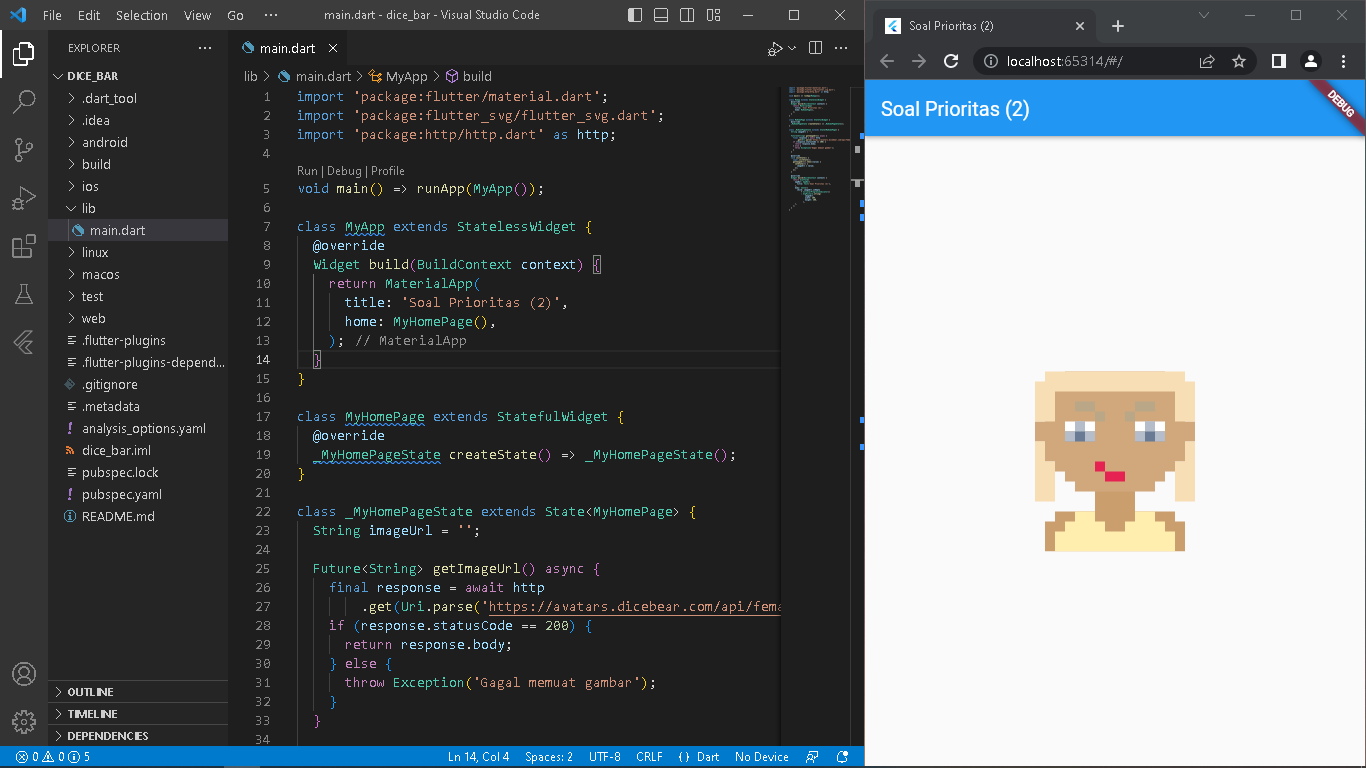 File Edit Selection View Go ··· main.dart - dice_bar - Visual Studio Code
EXPLORER ···
DICE_BAR
.dart_tool
.idea
android
build
ios
lib
main.dart
linux
macos
test
web
.flutter-plugins
.flutter-plugins-depend...
.gitignore
.metadata
analysis_options.yaml
dice_bar.iml
pubspec.lock
pubspec.yaml
README.md
OUTLINE
TIMELINE
DEPENDENCIES
main.dart
lib > main.dart > MyApp > build
1 import 'package:flutter/material.dart';
2 import 'package:flutter_svg/flutter_svg.dart';
3 import 'package:http/http.dart' as http;
4
Run | Debug | Profile
5 void main() => runApp(MyApp());
6
7 class MyApp extends StatelessWidget {
8 @override
9 Widget build(BuildContext context) {
10 return MaterialApp(
11 title: 'Soal Prioritas (2)',
12 home: MyHomePage(),
13 ); // MaterialApp
14 }
15 }
16
17 class MyHomePage extends StatefulWidget {
18 @override
19 _MyHomePageState createState() => _MyHomePageState();
20 }
21
22 class _MyHomePageState extends State<MyHomePage> {
23 String imageUrl = '';
24
25 Future<String> getImageUrl() async {
26 final response = await http
27 .get(Uri.parse('https://avatars.dicebear.com/api/fema
28 if (response.statusCode == 200) {
29 return response.body;
30 } else {
31 throw Exception('Gagal memuat gambar');
32 }
33 }
34
0 0 5 Ln 14, Col 4 Spaces: 2 UTF-8 CRLF {} Dart No Device
Soal Prioritas (2)
localhost:65314/#/
Soal Prioritas (2)
DEBUG